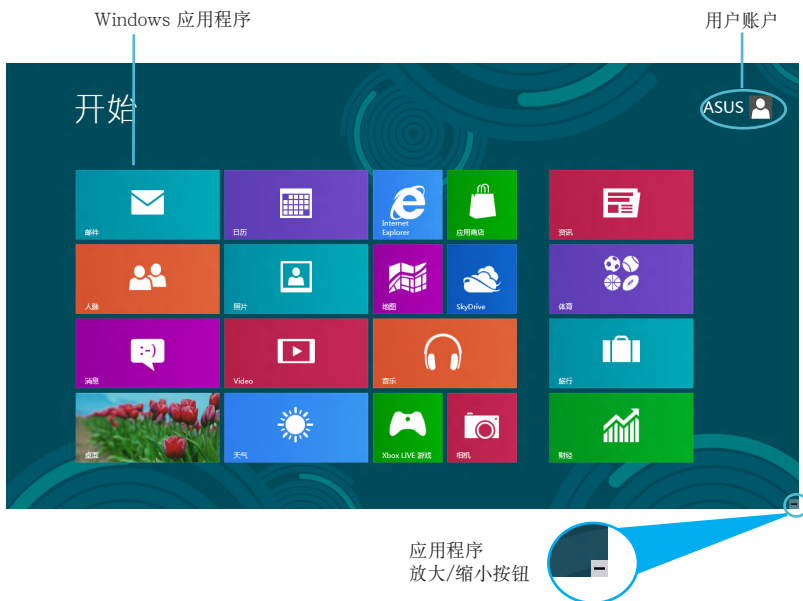 Windows 应用程序
用户账户
开始
ASUS
邮件
日历
Internet
Explorer
应用商店
资讯
人脉
照片
地图
SkyDrive
体育
消息
Video
音乐
旅行
桌面
天气
Xbox LIVE 游戏
相机
财经
应用程序
放大/缩小按钮